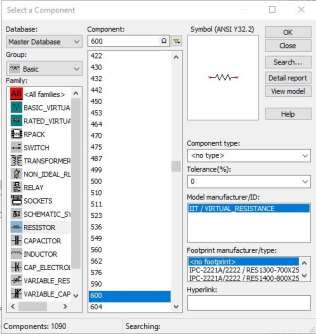 Select a Component
Database:
Master Database
Group:
Basic
Family:
All <All families>
BASIC_VIRTUA
RATED_VIRTUA
RPACK
SWITCH
TRANSFORMER
NON_IDEAL_RL
RELAY
SOCKETS
SCHEMATIC_SY
RESISTOR
CAPACITOR
INDUCTOR
CAP_ELECTROL
VARIABLE_RES
VARIABLE_CAP
Component:
600 Ω
422
430
432
442
453
464
470
475
487
499
500
510
511
523
536
549
560
562
576
590
600
604
Symbol (ANSI Y32.2)
Component type:
<no type>
Tolerance(%):
0
Model manufacturer/ID:
IIT / VIRTUAL_RESISTANCE
Footprint manufacturer/type:
<no footprint>
IPC-2221A/2222 / RES1300-700X25
IPC-2221A/2222 / RES1400-800X25
Hyperlink:
OK
Close
Search...
Detail report
View model
Help
Components: 1090 Searching: